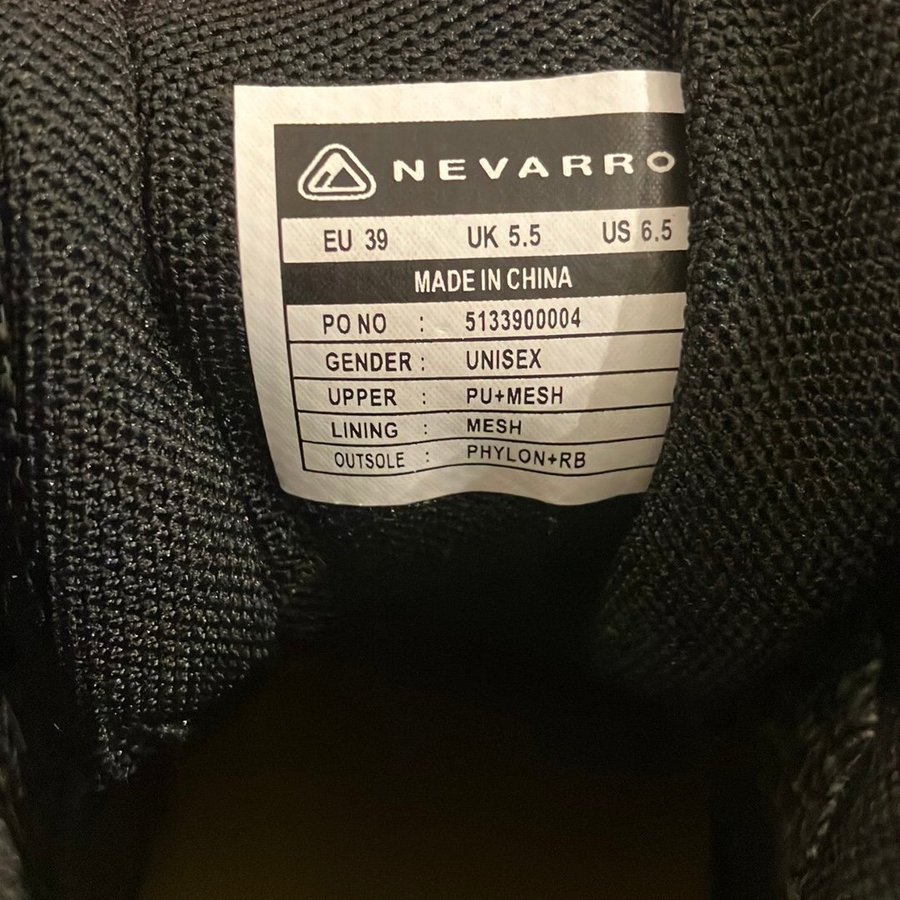 NEVARRO
EU 39 UK 5.5 US 6.5
MADE IN CHINA
PO NO : 5133900004
GENDER : UNISEX
UPPER : PU+MESH
LINING : MESH
OUTSOLE : PHYLON+RB